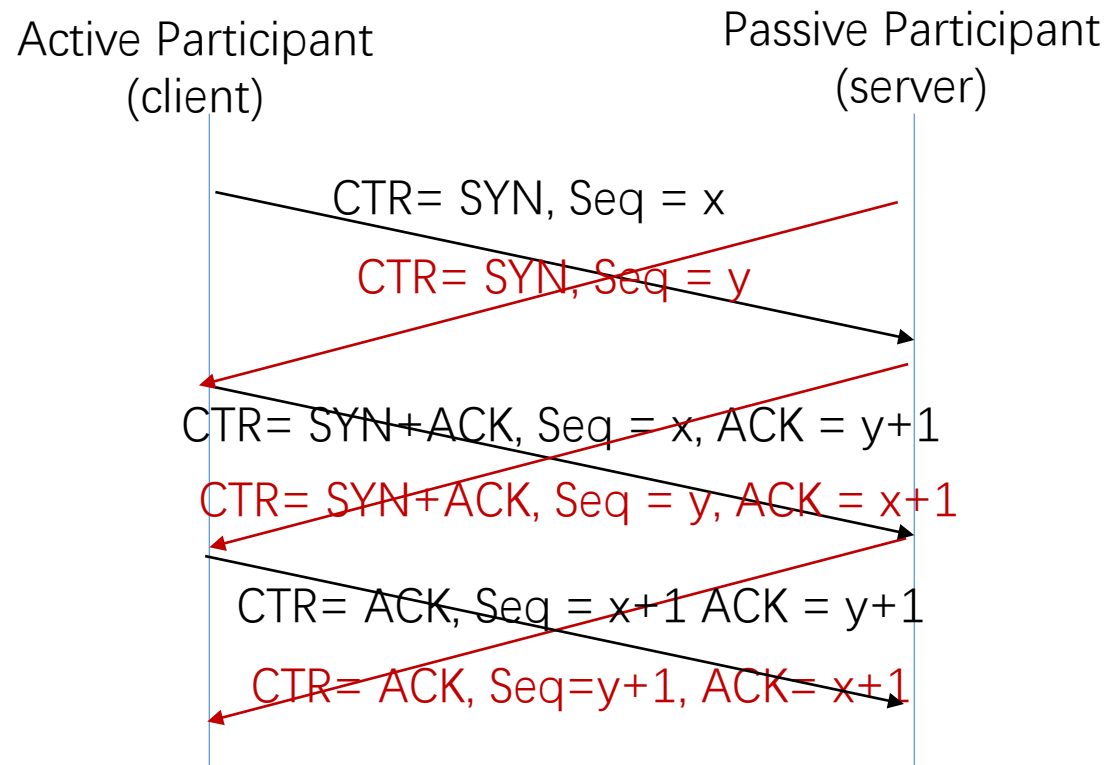 Active Participant
(client)
Passive Participant
(server)
CTR= SYN, Seq = x
CTR= SYN, Seq = y
CTR= SYN+ACK, Seq = x, ACK = y+1
CTR= SYN+ACK, Seq = y, ACK = x+1
CTR= ACK, Seq = x+1 ACK = y+1
CTR= ACK, Seq=y+1, ACK= x+1